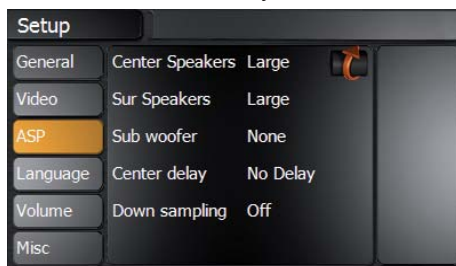 Setup
General
Center Speakers Large
Video
Sur Speakers Large
ASP
Sub woofer None
Language
Center delay No Delay
Volume
Down sampling Off
Misc